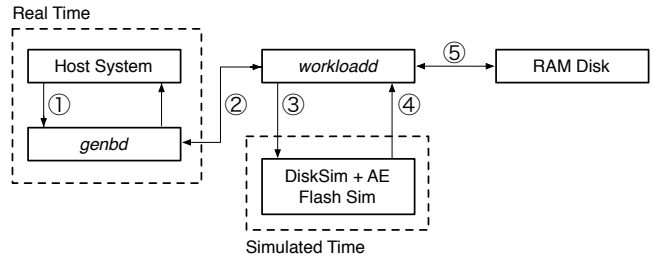 Real Time
Host System
①
genbd
②
workloadd
③
④
⑤
RAM Disk
DiskSim + AE
Flash Sim
Simulated Time